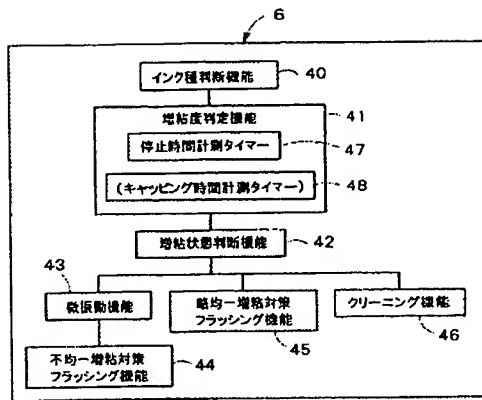 6
インク種判断機能
40
増粘度判定機能
41
停止時間計測タイマー
47
(キャッピング時間計測タイマー)
48
増粘状態判断機能
42
43
微振動機能
略均一増粘対策
フラッシング機能
45
クリーニング機能
46
不均一増粘対策
フラッシング機能
44